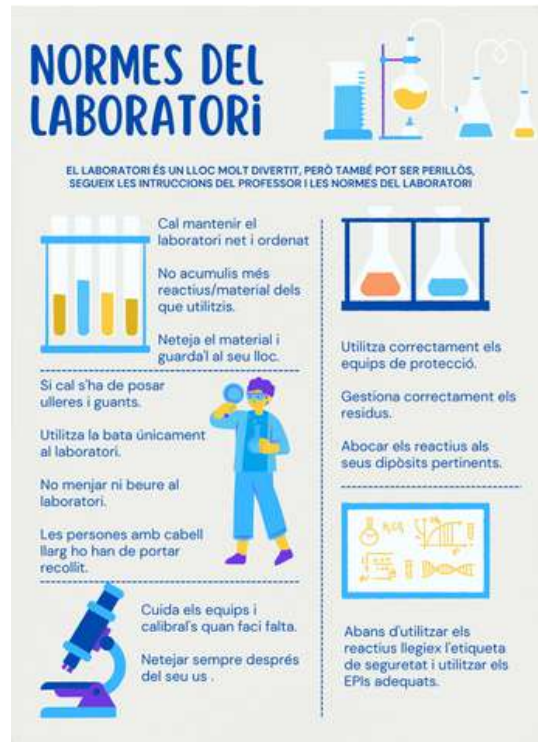 NORMES DEL
LABORATORI
EL LABORATORI ÉS UN LLOC MOLT DIVERTIT, PERÒ TAMBÉ POT SER PERILLÒS,
SEGUEIX LES INTRUCCIONS DEL PROFESSOR I LES NORMES DEL LABORATORI
Cal mantenir el
laboratori net i ordenat
No acumulis més
reactius/material dels
que utilitzis.
Neteja el material i
guarda'l al seu lloc.
Si cal s'ha de posar
ulleres i guants.
Utilitza la bata únicament
al laboratori.
No menjar ni beure al
laboratori.
Les persones amb cabell
llarg ho han de portar
recollit.
Cuida els equips i
calibral's quan faci falta.
Netejar sempre després
del seu us .
Utilitza correctament els
equips de protecció.
Gestiona correctament els
residus.
Abocar els reactius als
seus dipòsits pertinents.
Abans d'utilitzar els
reactius llegiex l'etiqueta
de seguretat i utilitzar els
EPIs adequats.